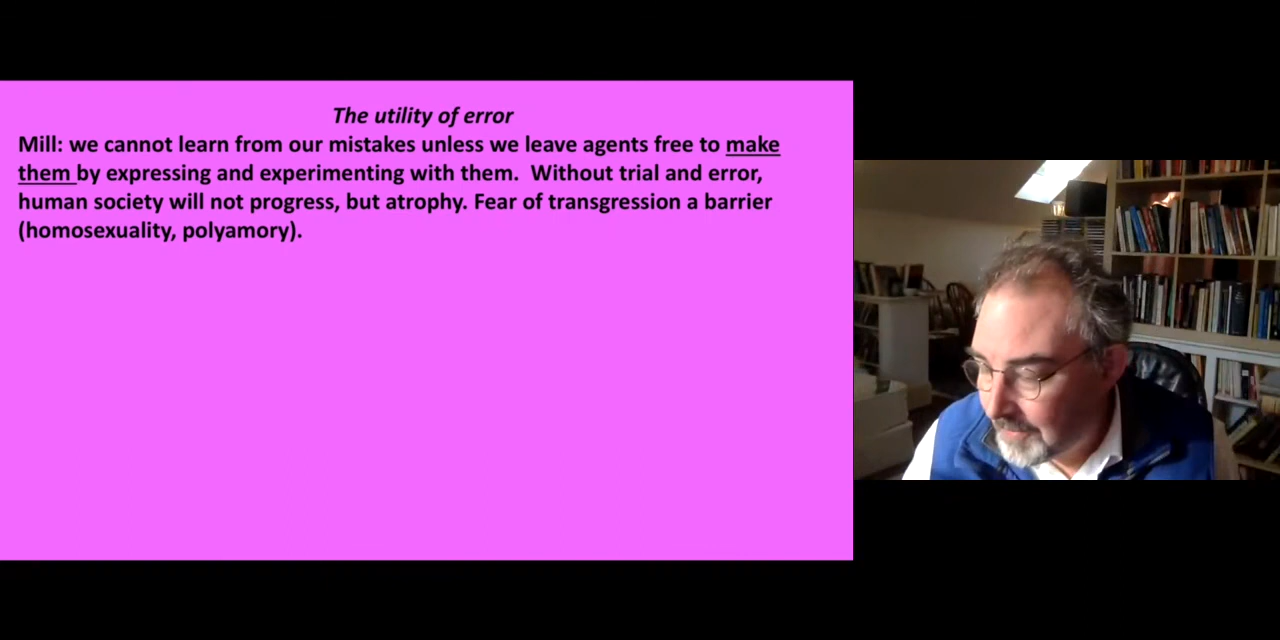 The utility of error
Mill: we cannot learn from our mistakes unless we leave agents free to make
them by expressing and experimenting with them.  Without trial and error,
human society will not progress, but atrophy. Fear of transgression a barrier
(homosexuality, polyamory).